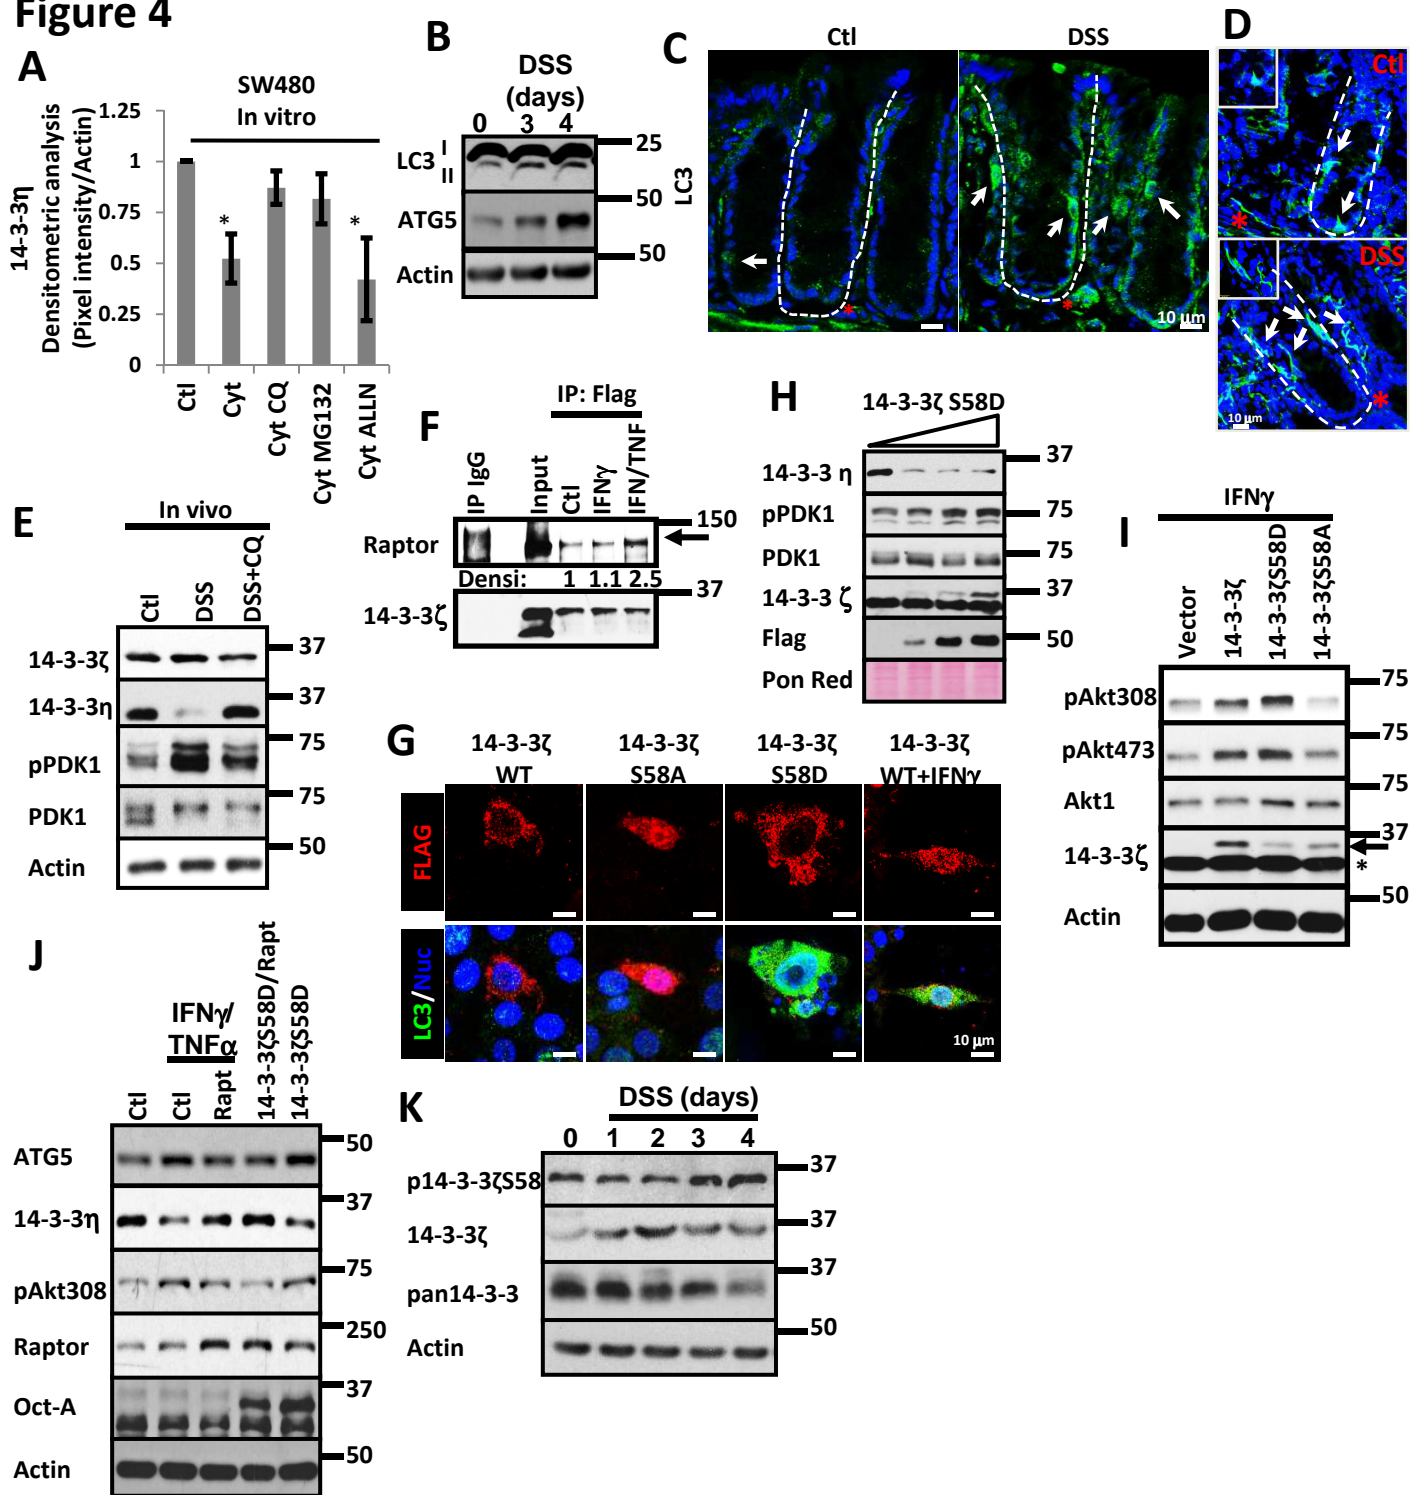 Figure 4
A
SW480
In vitro
14-3-3η
Densitometric analysis
(Pixel intensity/Actin)
1.25
1
0.75
0.5
0.25
0
*
*
Ctl
Cyt
Cyt CQ
Cyt MG132
Cyt ALLN
B
DSS
(days)
0 3 4
LC3 I
II
ATG5
Actin
25
50
50
C
Ctl
DSS
LC3
*
*
10 µm
D
Ctl
*
DSS
*
10 µm
E
In vivo
Ctl
DSS
DSS+CQ
14-3-3ζ
14-3-3η
pPDK1
PDK1
Actin
37
37
75
75
50
F
IP: Flag
IP IgG
Input
Ctl
IFNγ
IFN/TNF
Raptor
150
Densi: 1 1.1 2.5
14-3-3ζ
37
G
14-3-3ζ WT
14-3-3ζ S58A
14-3-3ζ S58D
14-3-3ζ WT+IFNγ
FLAG
LC3/Nuc
10 µm
H
14-3-3ζ S58D
14-3-3 η
pPDK1
PDK1
14-3-3 ζ
Flag
Pon Red
37
75
75
37
50
I
IFNγ
Vector
14-3-3ζ
14-3-3ζS58D
14-3-3ζS58A
pAkt308
pAkt473
Akt1
14-3-3ζ
Actin
75
75
75
37
*
50
J
IFNγ/
TNFα
Ctl
Ctl
Rapt
14-3-3ζS58D/Rapt
14-3-3ζS58D
ATG5
14-3-3η
pAkt308
Raptor
Oct-A
Actin
50
37
75
250
37
50
K
DSS (days)
0 1 2 3 4
p14-3-3ζS58
14-3-3ζ
pan14-3-3
Actin
37
37
37
50